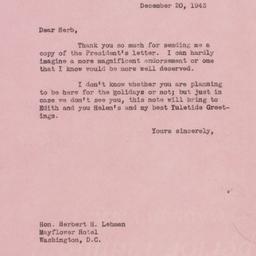 December 20, 1943
Dear Herb,
Thank you so much for sending me a
copy of the President's letter. I can hardly
imagine a more magnificent endorsement or one
that I know would be more well deserved.
I don't know whether you are planning
to be here for the holidays or not; but just in
case we don't see you, this note will bring to
Edith and you Helen's and my best Yuletide Greet-
ings.
Yours sincerely,
Hon. Herbert H. Lehman
Mayflower Hotel
Washington, D.C.